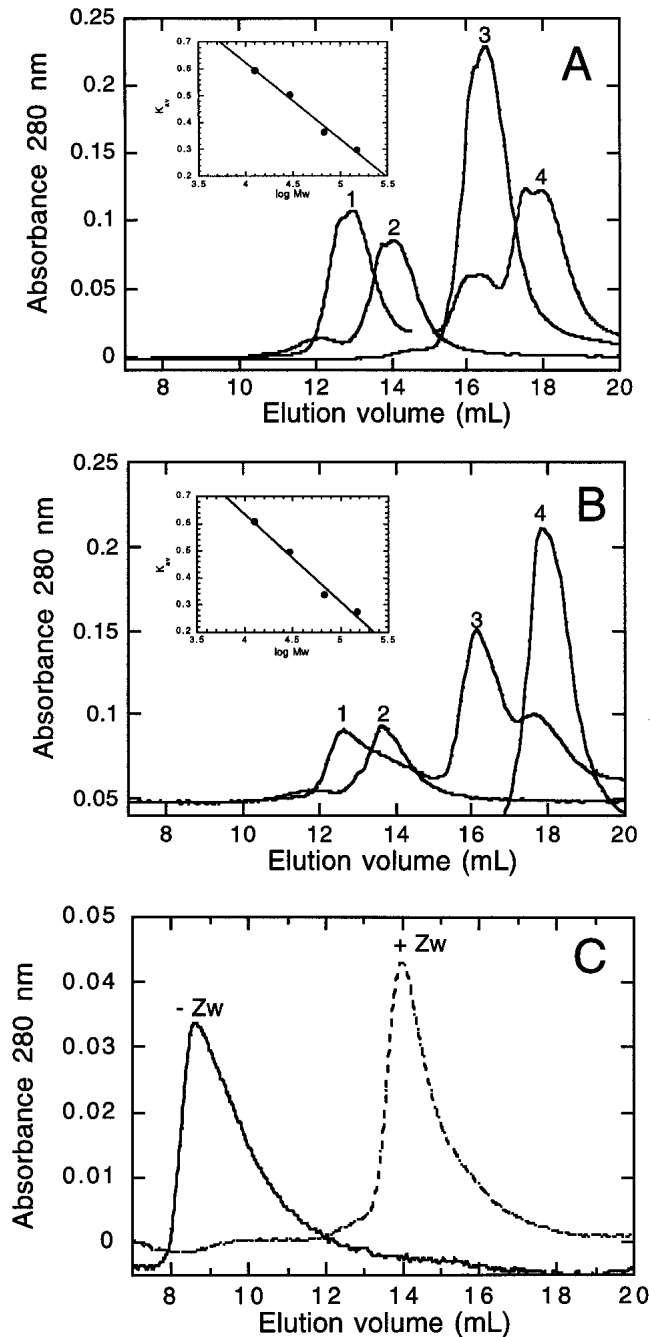 A
Absorbance 280 nm
0.25
0.2
0.15
0.1
0.05
0
8 10 12 14 16 18 20
Elution volume (mL)
1
2
3
4
K av
0.7
0.6
0.5
0.4
0.3
0.2
3.5 4 4.5 5 5.5
log Mw
B
Absorbance 280 nm
0.25
0.2
0.15
0.1
0.05
8 10 12 14 16 18 20
Elution volume (mL)
1
2
3
4
K av
0.7
0.6
0.5
0.4
0.3
0.2
3.5 4 4.5 5 5.5
log Mw
C
Absorbance 280 nm
0.05
0.04
0.03
0.02
0.01
0
8 10 12 14 16 18 20
Elution volume (mL)
- Zw
+ Zw